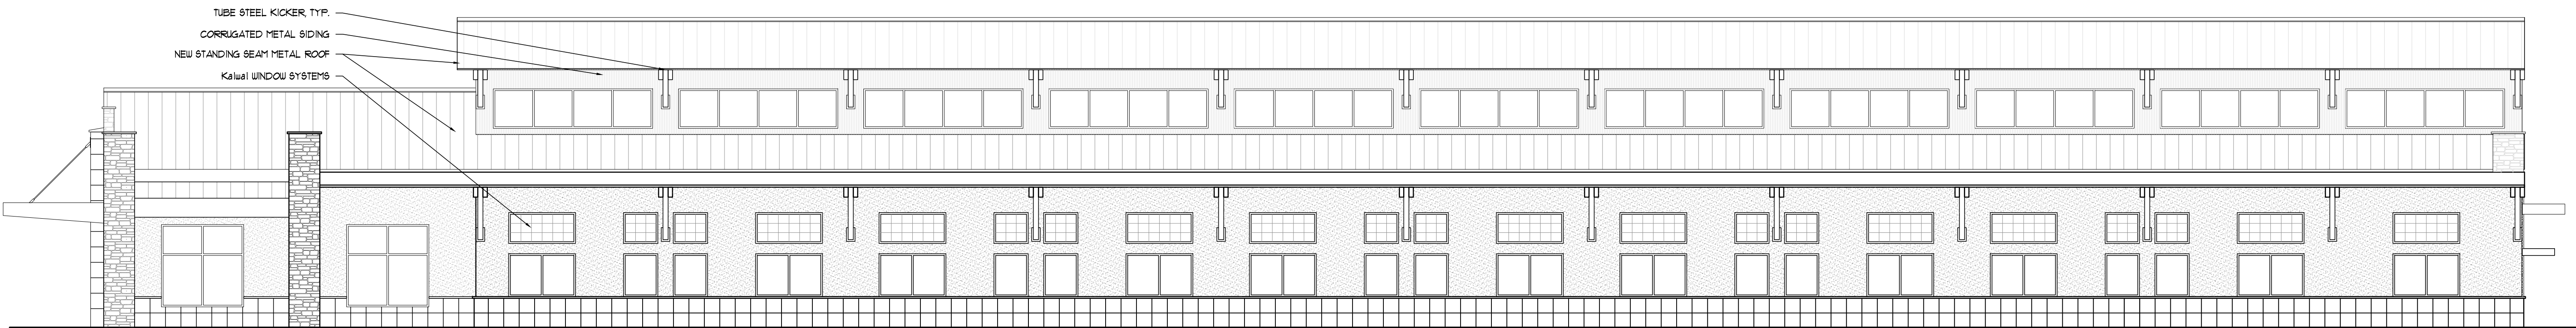 TUBE STEEL KICKER, TYP.
CORRUGATED METAL SIDING
NEW STANDING SEAM METAL ROOF
Kalwal WINDOW SYSTEMS